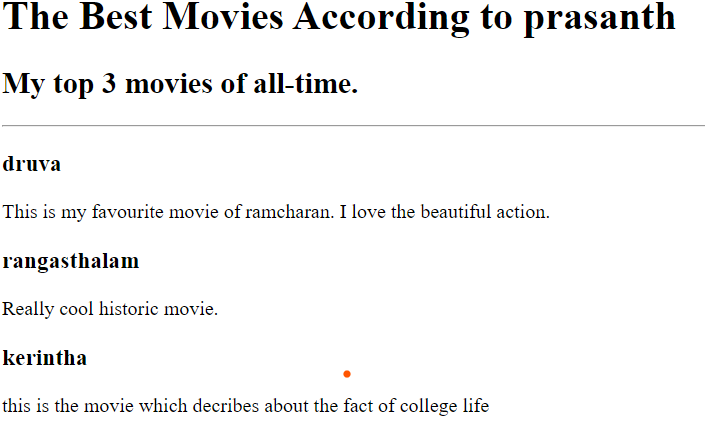 The Best Movies According to prasanth
My top 3 movies of all-time.
druva
This is my favourite movie of ramcharan. I love the beautiful action.
rangasthalam
Really cool historic movie.
kerintha
this is the movie which decribes about the fact of college life